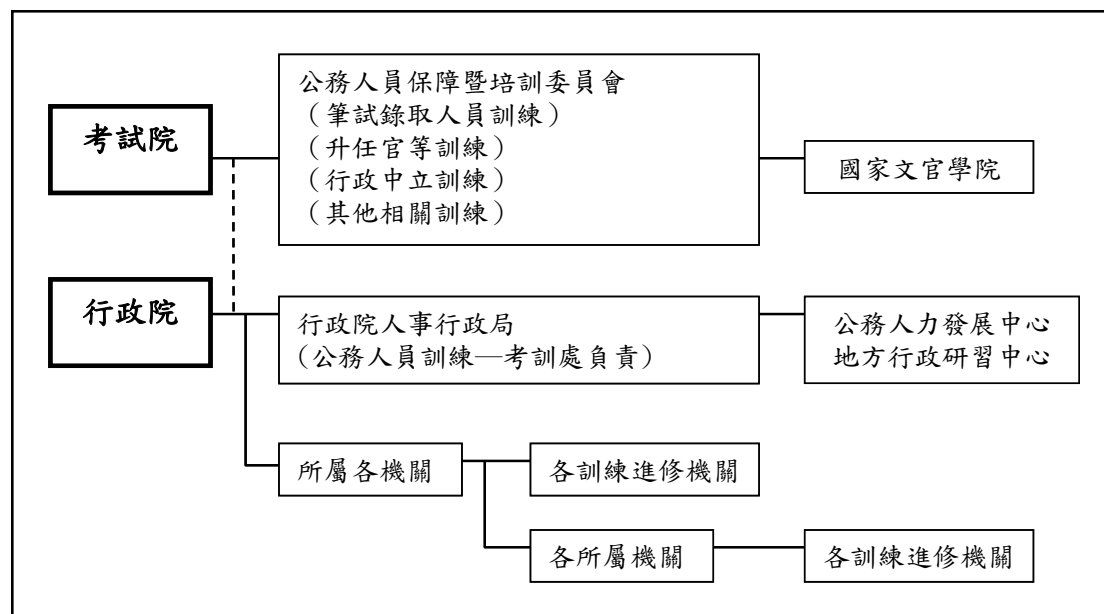 公務人員保障暨培訓委員會
（筆試錄取人員訓練）
（升任官等訓練）
（行政中立訓練）
（其他相關訓練）
考試院
國家文官學院
行政院
行政院人事行政局
（公務人員訓練—考訓處負責）
公務人力發展中心
地方行政研習中心
所屬各機關
各訓練進修機關
各所屬機關
各訓練進修機關